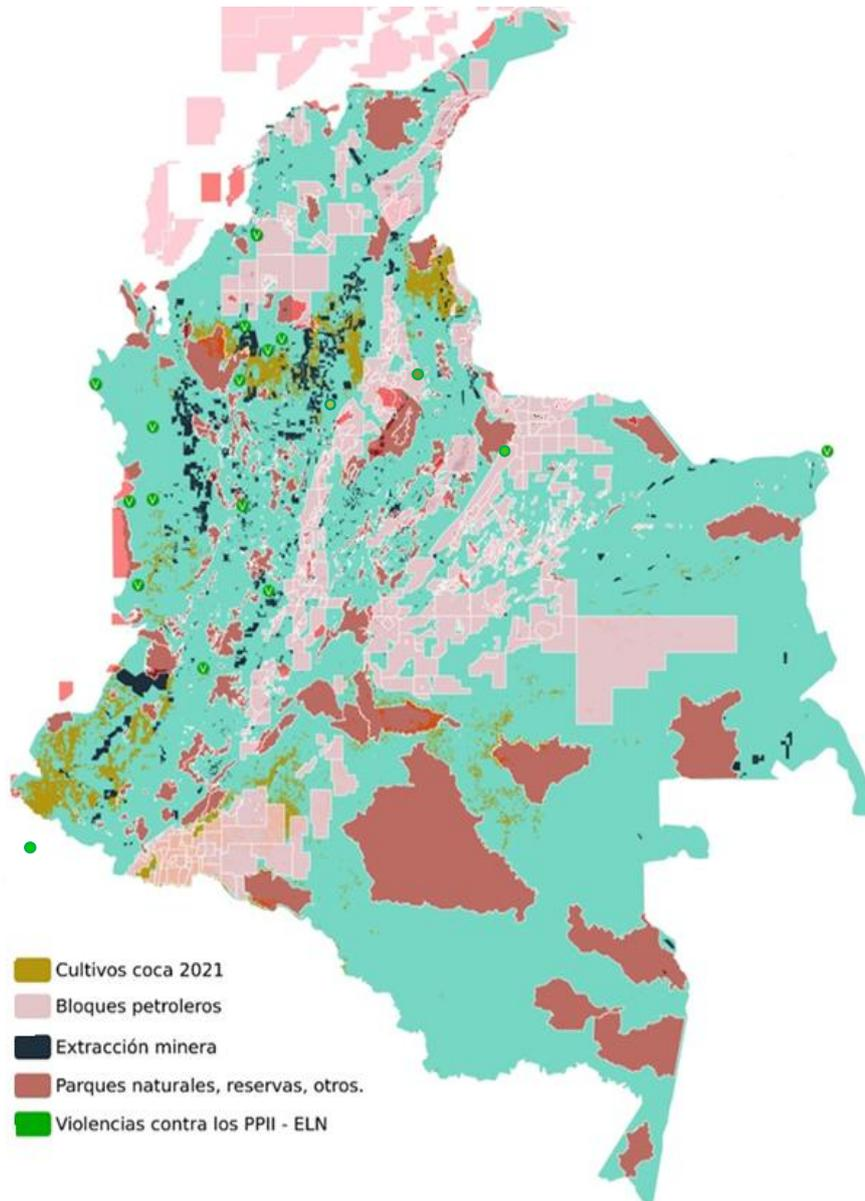 V
V
V
V
V
V
V
V
V
V
V
V
V
V
Cultivos coca 2021
Bloques petroleros
Extracción minera
Parques naturales, reservas, otros.
Violencias contra los PPII - ELN